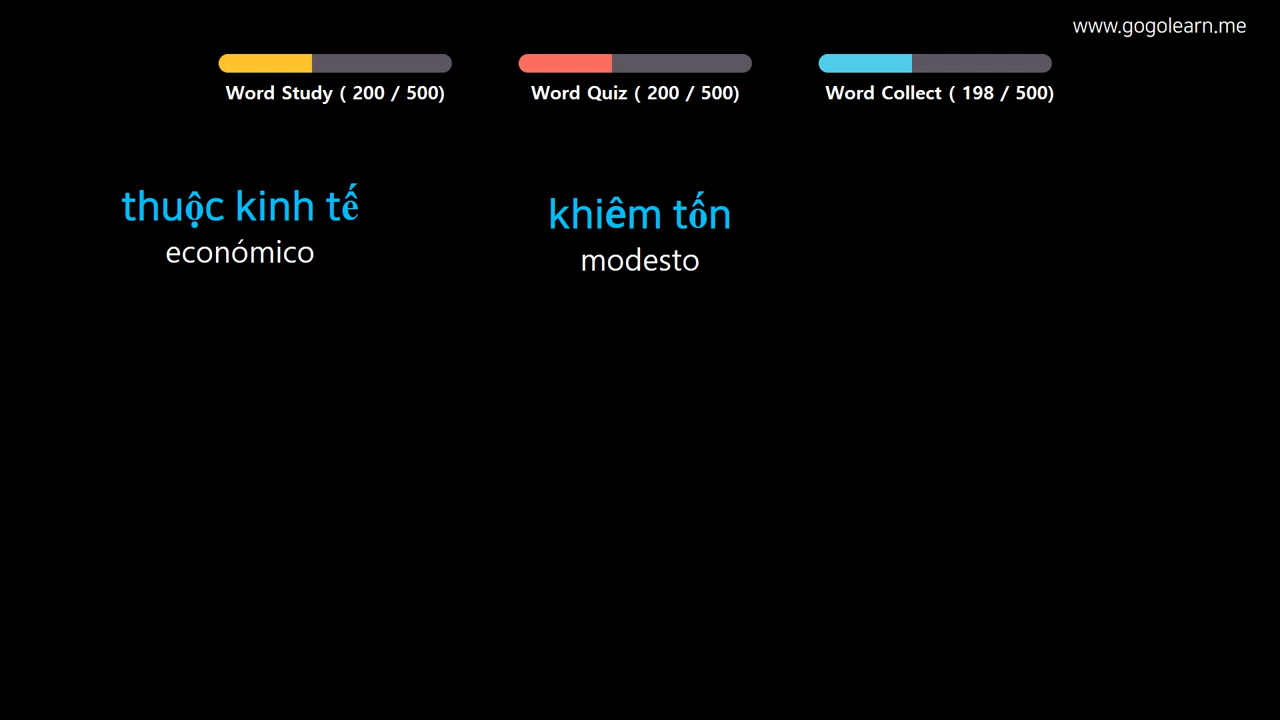 www.gogolearn.me
Word Study ( 200 / 500)
Word Quiz ( 200 / 500)
Word Collect ( 198 / 500)
thuộc kinh tế
económico
khiêm tốn
modesto